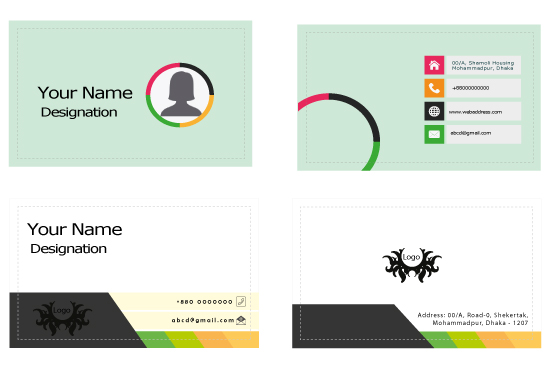 Your Name
Designation
00/A, Shamoli Housing
Mohammadpur, Dhaka
+88000000000
www.webaddress.com
abcd@gmail.com
Your Name
Designation
Logo
+880 0000000
abcd@gmail.com
Logo
Address: 00/A, Road-0, Shekertak,
Mohammadpur, Dhaka - 1207